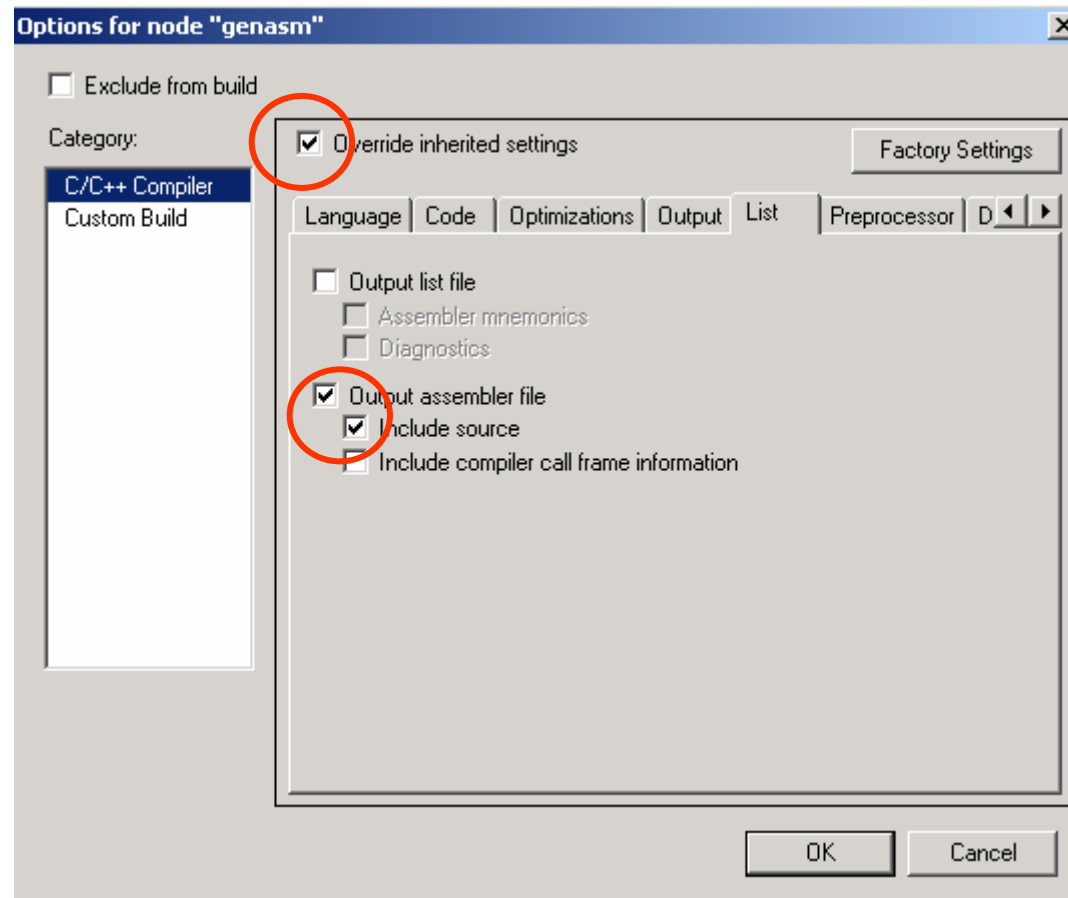 Options for node "genasm"
Exclude from build
Category:
C/C++ Compiler
Custom Build
Override inherited settings
Factory Settings
Language Code Optimizations Output List Preprocessor D
Output list file
Assembler mnemonics
Diagnostics
Output assembler file
Include source
Include compiler call frame information
OK Cancel